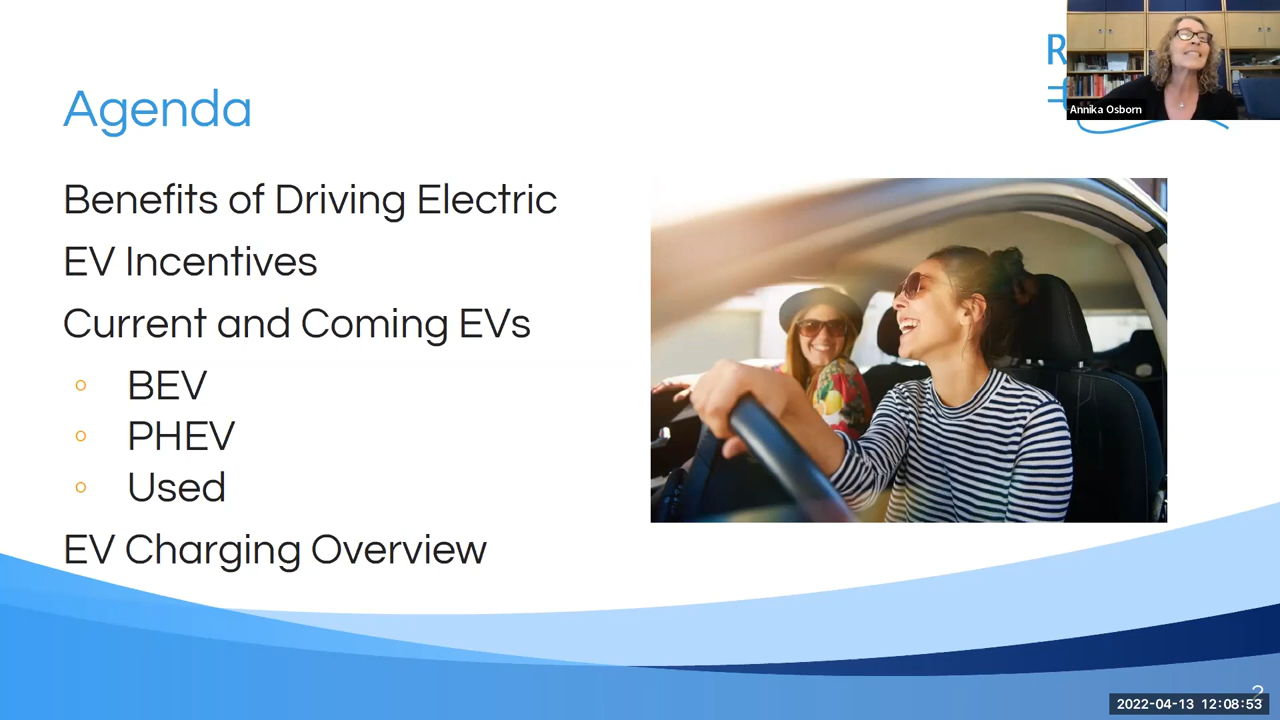 Agenda
R
Annika Osborn
Benefits of Driving Electric
EV Incentives
Current and Coming EVs
BEV
PHEV
Used
EV Charging Overview
2
2022-04-13 12:08:53